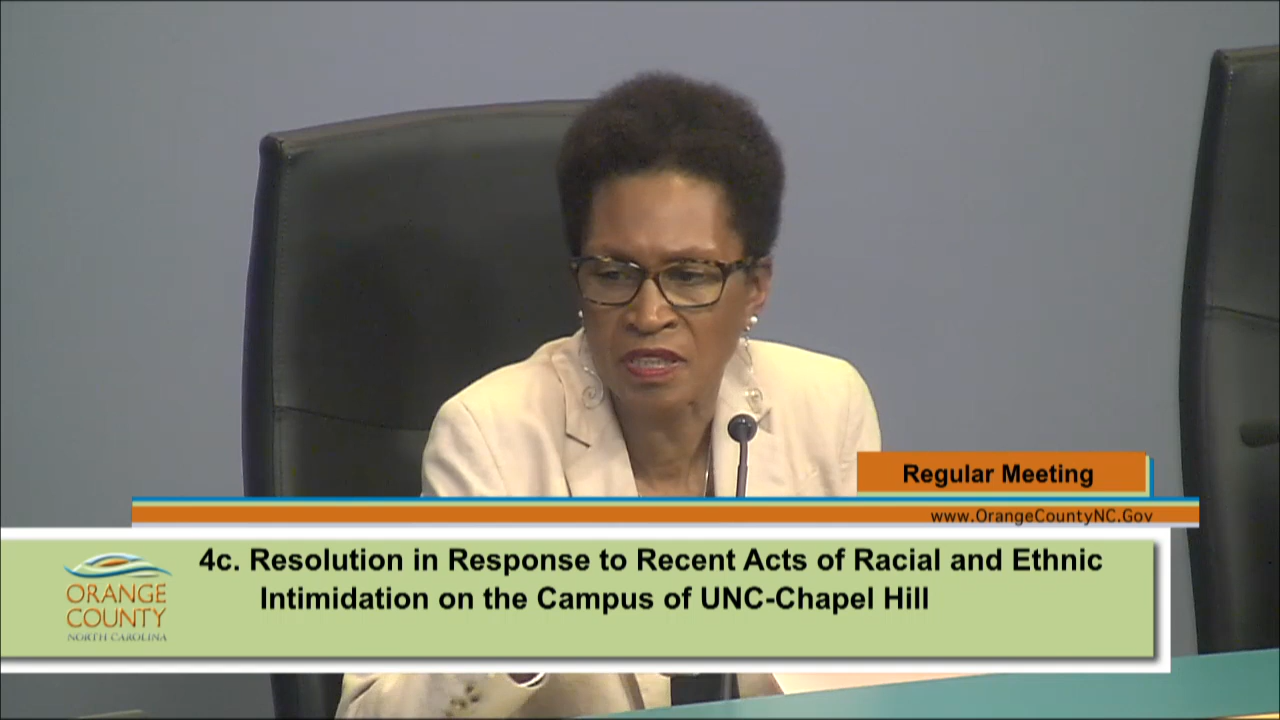 Regular Meeting
www.OrangeCountyNC.Gov
4c. Resolution in Response to Recent Acts of Racial and Ethnic
Intimidation on the Campus of UNC-Chapel Hill
ORANGE
COUNTY
NORTH CAROLINA